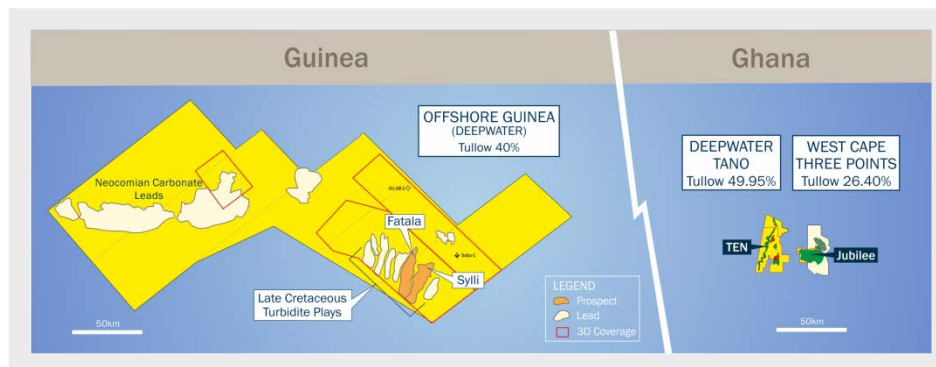 Guinea
Ghana
OFFSHORE GUINEA
(DEEPWATER)
Tullow 40%
DEEPWATER
TANO
Tullow 49.95%
WEST CAPE
THREE POINTS
Tullow 26.40%
Neocomian Carbonate
Leads
Fatala
Sylli
Late Cretaceous
Turbidite Plays
TEN
Jubilee
LEGEND
Prospect
Lead
3D Coverage
50km
50km